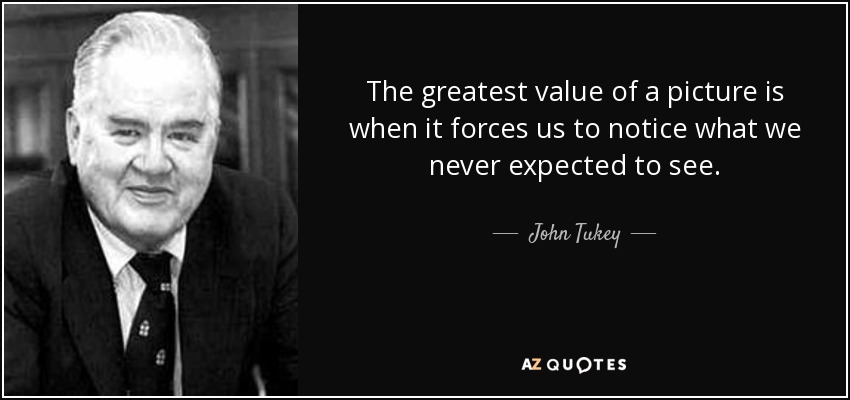 The greatest value of a picture is
when it forces us to notice what we
never expected to see.
John Tukey
AZ QUOTES